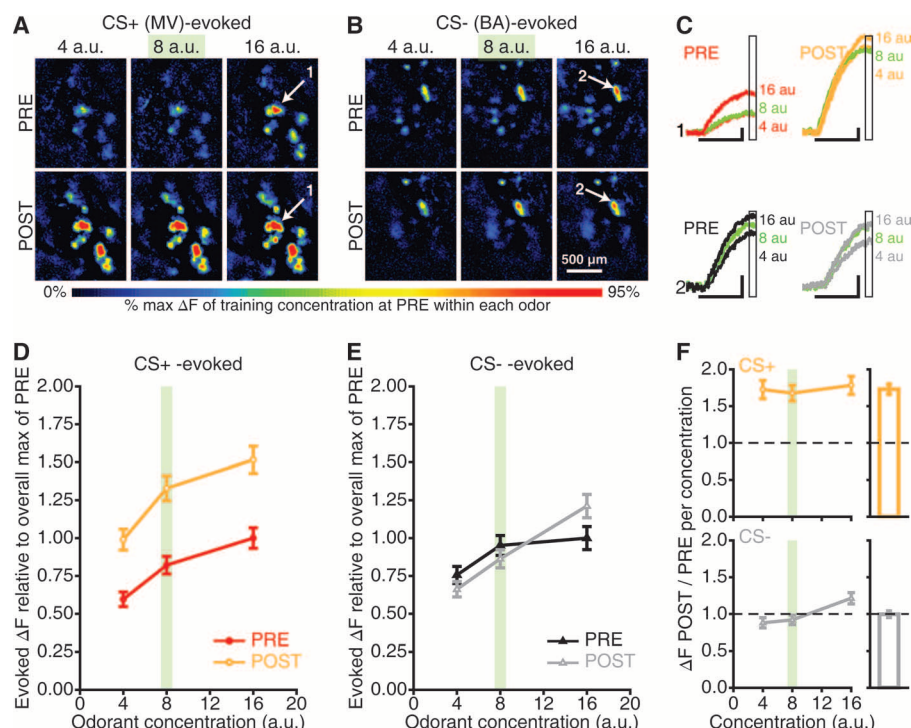 A
CS+ (MV)-evoked
4 a.u. 8 a.u. 16 a.u.
PRE
1
POST
1
B
CS- (BA)-evoked
4 a.u. 8 a.u. 16 a.u.
PRE
2
POST
2
500 µm
0% 95%
% max ΔF of training concentration at PRE within each odor
C
PRE POST
16 au 16 au
8 au 8 au
4 au 4 au
1
PRE POST
16 au 16 au
8 au 8 au
4 au 4 au
2
D
CS+ -evoked
Evoked ΔF relative to overall max of PRE
2.00
1.75
1.50
1.25
1.00
0.75
0.50
0.25
0.00
PRE
POST
0 4 8 12 16 20
Odorant concentration (a.u.)
E
CS- -evoked
Evoked ΔF relative to overall max of PRE
2.00
1.75
1.50
1.25
1.00
0.75
0.50
0.25
0.00
PRE
POST
0 4 8 12 16 20
Odorant concentration (a.u.)
F
ΔF POST / PRE per concentration
CS+
2.0
1.5
1.0
0.5
0.0
CS-
2.0
1.5
1.0
0.5
0.0
0 4 8 12 16
Concentration (a.u.)